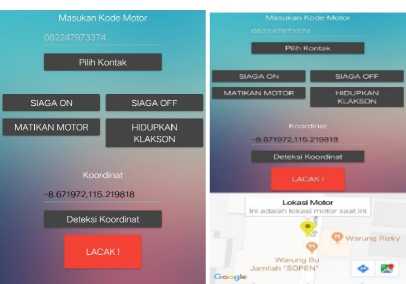 Masukan Kode Motor
082247973374
Pilih Kontak
SIAGA ON
SIAGA OFF
MATIKAN MOTOR
HIDUPKAN
KLAKSON
Koordinat
-8.671972,115.219818
Deteksi Koordinat
LACAK !
Masukan Kode Motor
082247973374
Pilih Kontak
SIAGA ON
SIAGA OFF
MATIKAN MOTOR
HIDUPKAN
KLAKSON
Koordinat
-8.671972,115.219818
Deteksi Koordinat
LACAK !
Lokasi Motor
Ini adalah lokasi motor saat ini
Warung Rizky
Warung Bu
Jamilah "SOPEN"
Google